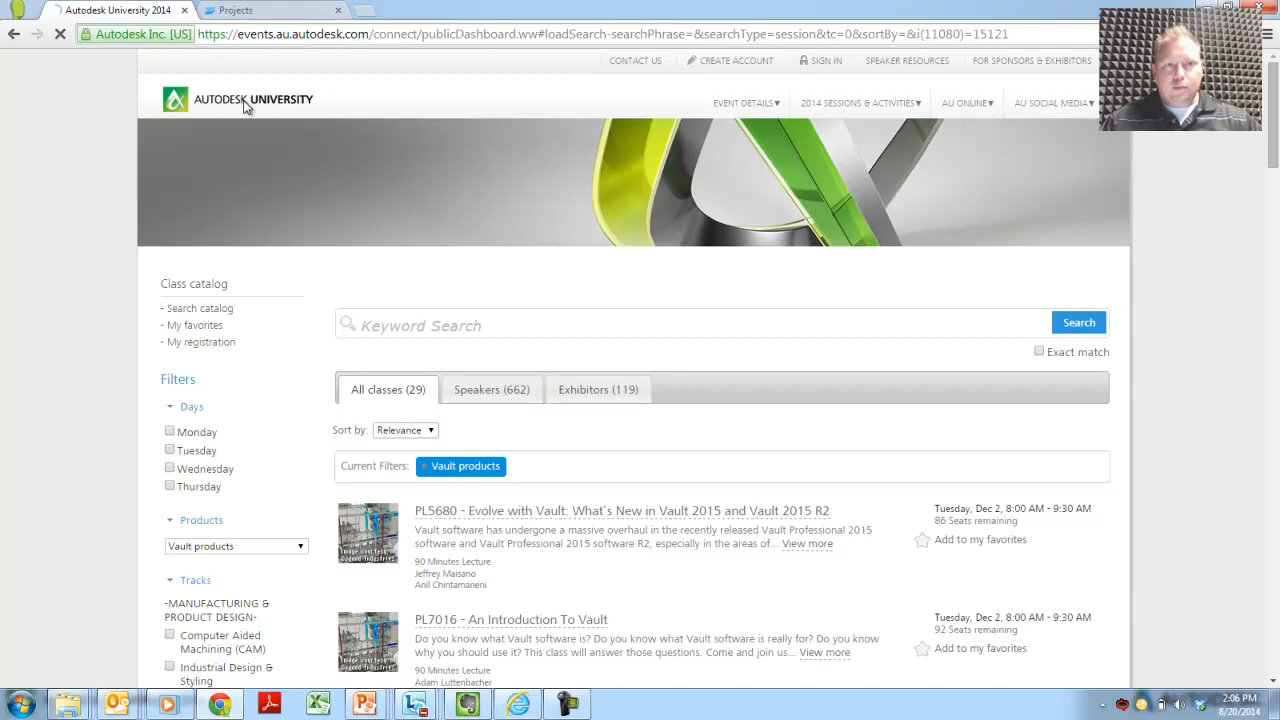 Autodesk University 2014
Projects
Autodesk Inc. [US]
https://events.au.autodesk.com/connect/publicDashboard.ww#loadSearch-searchPhrase=&searchType=session&tc=0&sortBy=&i(11080)=15121
CONTACT US
CREATE ACCOUNT
SIGN IN
SPEAKER RESOURCES
FOR SPONSORS & EXHIBITORS
AUTODESK UNIVERSITY
EVENT DETAILS▾
2014 SESSIONS & ACTIVITIES▾
AU ONLINE▾
AU SOCIAL MEDIA▾
Class catalog
- Search catalog
- My favorites
- My registration
Keyword Search
Search
Exact match
Filters
All classes (29)
Speakers (662)
Exhibitors (119)
Days
Sort by:
Relevance
Monday
Tuesday
Wednesday
Thursday
Current Filters:
Vault products
Products
Vault products
Tracks
-MANUFACTURING &
PRODUCT DESIGN-
Computer Aided
Machining (CAM)
Industrial Design &
Styling
PL5680 - Evolve with Vault: What's New in Vault 2015 and Vault 2015 R2
Vault software has undergone a massive overhaul in the recently released Vault Professional 2015
software and Vault Professional 2015 software R2, especially in the areas of... View more
90 Minutes Lecture
Jeffrey Maisano
Anil Chintamaneni
Tuesday, Dec 2, 8:00 AM - 9:30 AM
86 Seats remaining
Add to my favorites
PL7016 - An Introduction To Vault
Do you know what Vault software is? Do you know what Vault software is really for? Do you know
why you should use it? This class will answer those questions. Come and join us... View more
90 Minutes Lecture
Adam Luttenbacher
Tuesday, Dec 2, 8:00 AM - 9:30 AM
92 Seats remaining
Add to my favorites
2:06 PM
8/20/2014